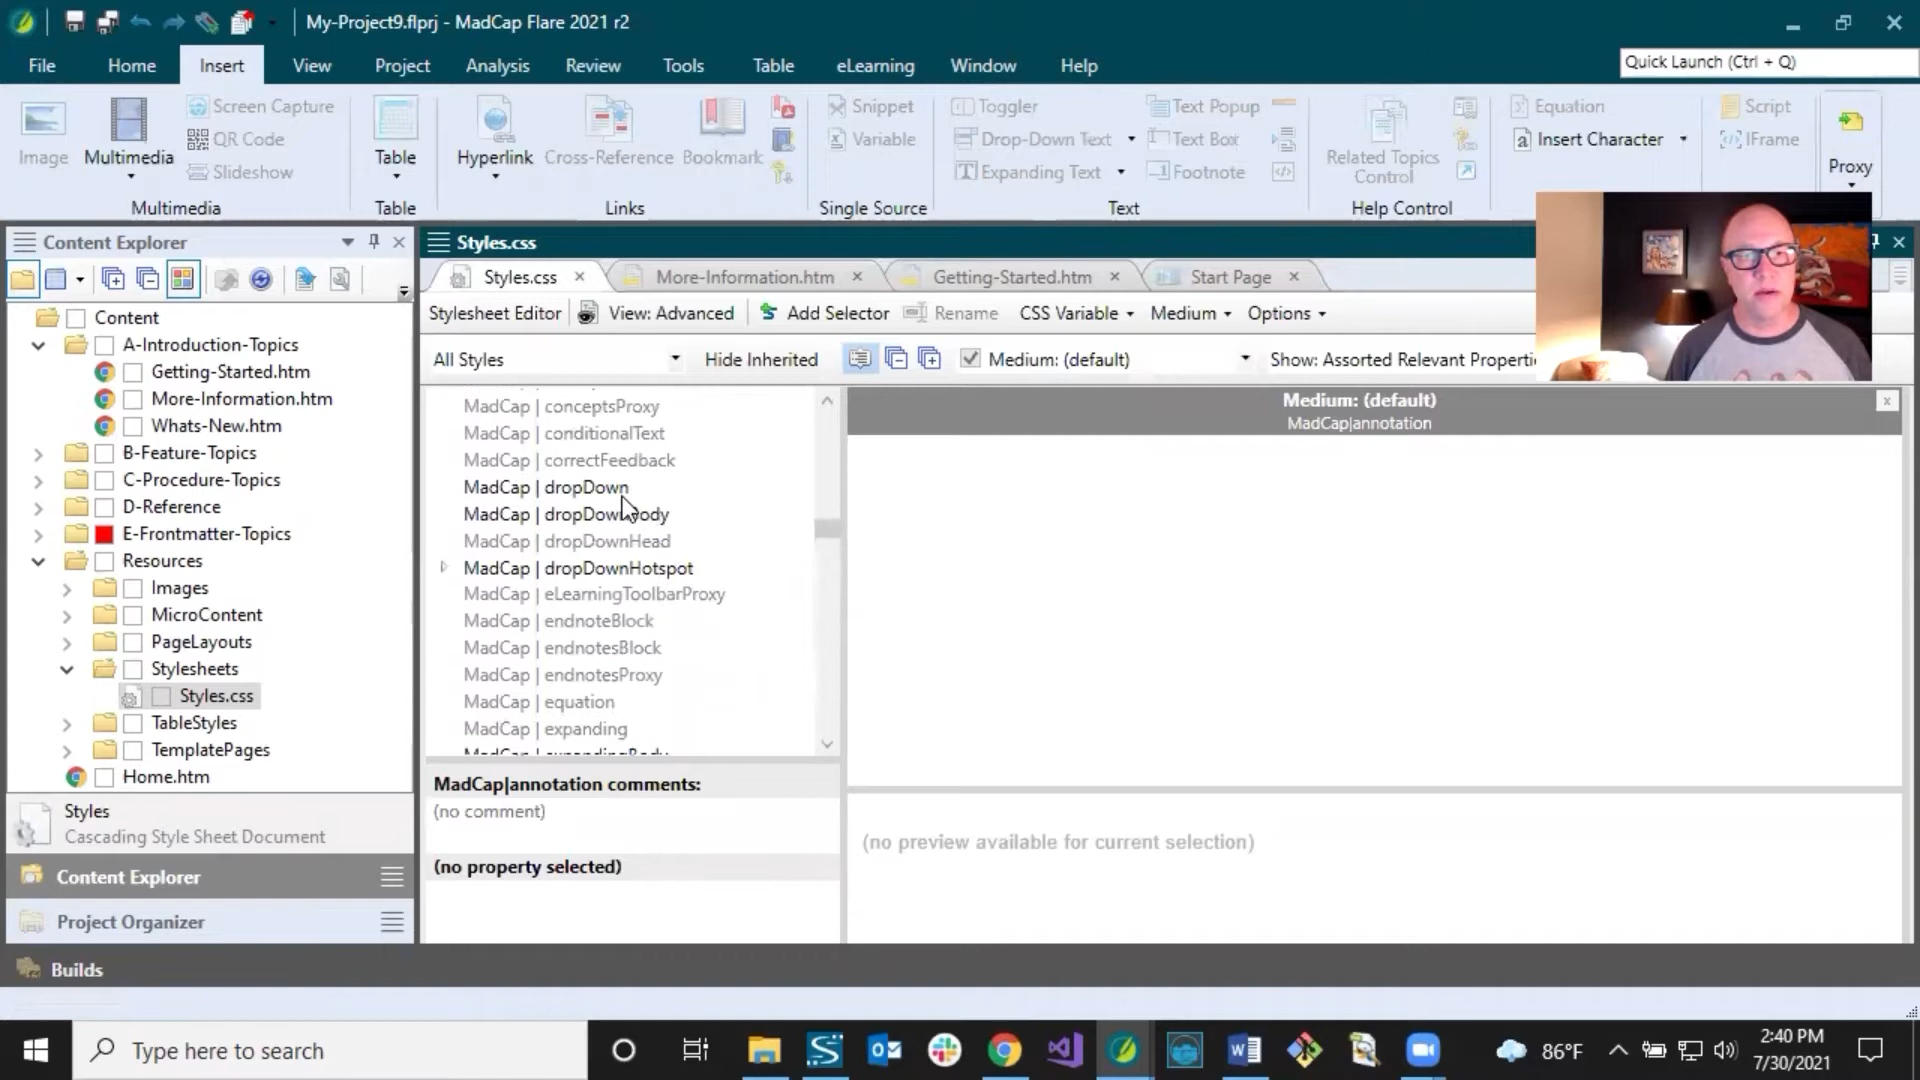 My-Project9.flprj - MadCap Flare 2021 r2
File Home Insert View Project Analysis Review Tools Table eLearning Window Help
Quick Launch (Ctrl + Q)
Image
Multimedia
Screen Capture
QR Code
Slideshow
Multimedia
Table
Table
Hyperlink
Cross-Reference
Bookmark
Links
Snippet
Variable
Single Source
Toggler
Drop-Down Text
Expanding Text
Text Popup
Text Box
Footnote
Text
Related Topics
Control
Help Control
Equation
Insert Character
Script
IFrame
Proxy
Content Explorer
Content
A-Introduction-Topics
Getting-Started.htm
More-Information.htm
Whats-New.htm
B-Feature-Topics
C-Procedure-Topics
D-Reference
E-Frontmatter-Topics
Resources
Images
MicroContent
PageLayouts
Stylesheets
Styles.css
TableStyles
TemplatePages
Home.htm
Styles
Cascading Style Sheet Document
Content Explorer
Project Organizer
Builds
Styles.css
Styles.css More-Information.htm Getting-Started.htm Start Page
Stylesheet Editor View: Advanced Add Selector Rename CSS Variable Medium Options
All Styles Hide Inherited Medium: (default) Show: Assorted Relevant
MadCap | conceptsProxy
MadCap | conditionalText
MadCap | correctFeedback
MadCap | dropDown
MadCap | dropDownBody
MadCap | dropDownHead
MadCap | dropDownHotspot
MadCap | eLearningToolbarProxy
MadCap | endnoteBlock
MadCap | endnotesBlock
MadCap | endnotesProxy
MadCap | equation
MadCap | expanding
MadCap | expandingBody
MadCap|annotation comments:
(no comment)
(no property selected)
Medium: (default)
MadCap|annotation
(no preview available for current selection)
Type here to search
86°F
2:40 PM
7/30/2021